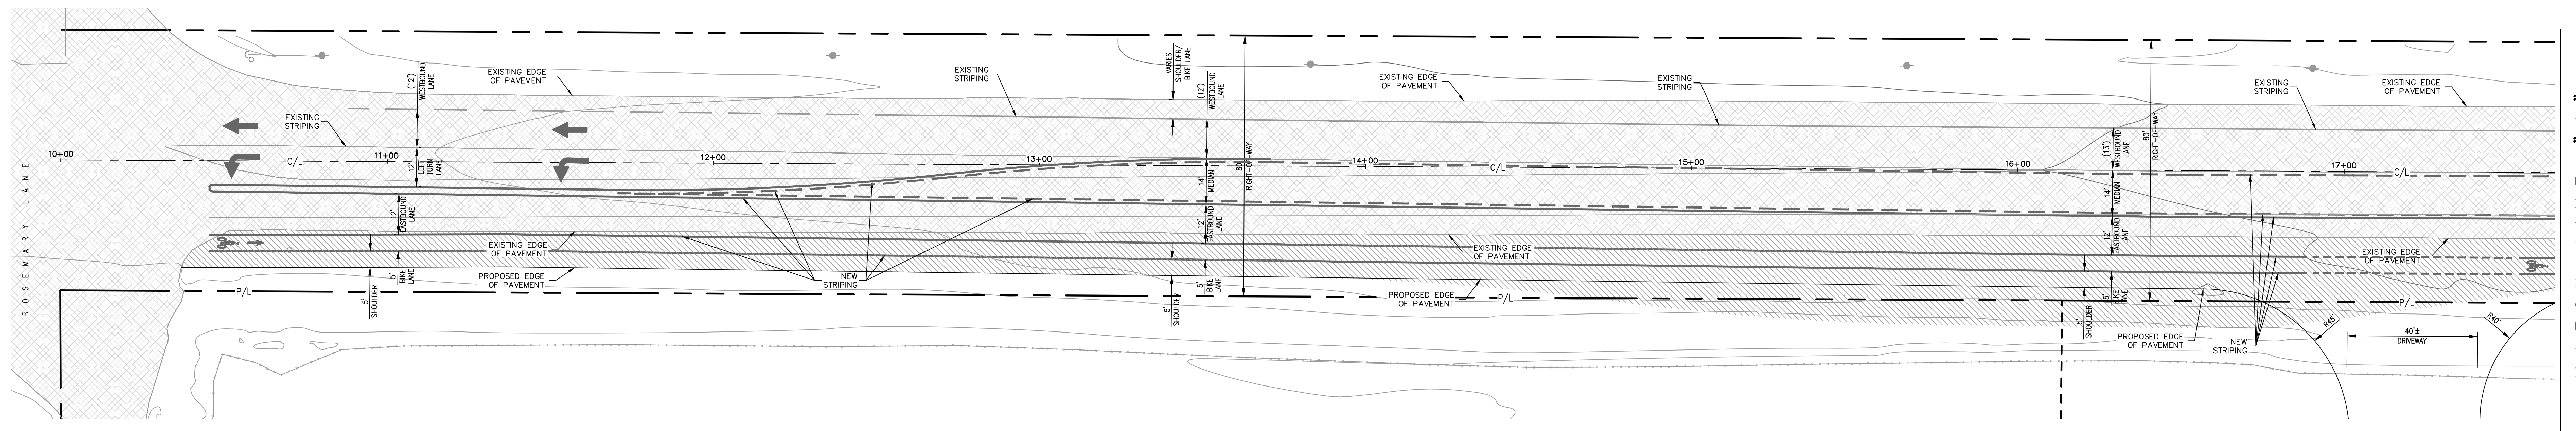 EXISTING EDGE
OF PAVEMENT
(12')
WESTBOUND
LANE
EXISTING
STRIPING
VARIES
SHOULDER/
BIKE LANE
(12')
WESTBOUND
LANE
EXISTING EDGE
OF PAVEMENT
EXISTING
STRIPING
EXISTING
STRIPING
EXISTING EDGE
OF PAVEMENT
EXISTING
STRIPING
10+00
C/L
11+00
12+00
13+00
14+00
C/L
15+00
16+00
17+00
C/L
12'
LEFT
TURN
LANE
80'
RIGHT-OF-WAY
(13')
WESTBOUND
LANE
80'
RIGHT-OF-WAY
14'
MEDIAN
14'
MEDIAN
ROSEMARY LANE
12'
EASTBOUND
LANE
12'
EASTBOUND
LANE
12'
EASTBOUND
LANE
EXISTING EDGE
OF PAVEMENT
EXISTING EDGE
OF PAVEMENT
EXISTING EDGE
OF PAVEMENT
5'
BIKE
LANE
PROPOSED EDGE
OF PAVEMENT
NEW
STRIPING
5'
BIKE
LANE
5'
BIKE
LANE
P/L
PROPOSED EDGE
OF PAVEMENT
P/L
P/L
5'
SHOULDER
5'
SHOULDER
5'
SHOULDER
PROPOSED EDGE
OF PAVEMENT
NEW
STRIPING
R45'
40'±
DRIVEWAY
R40'